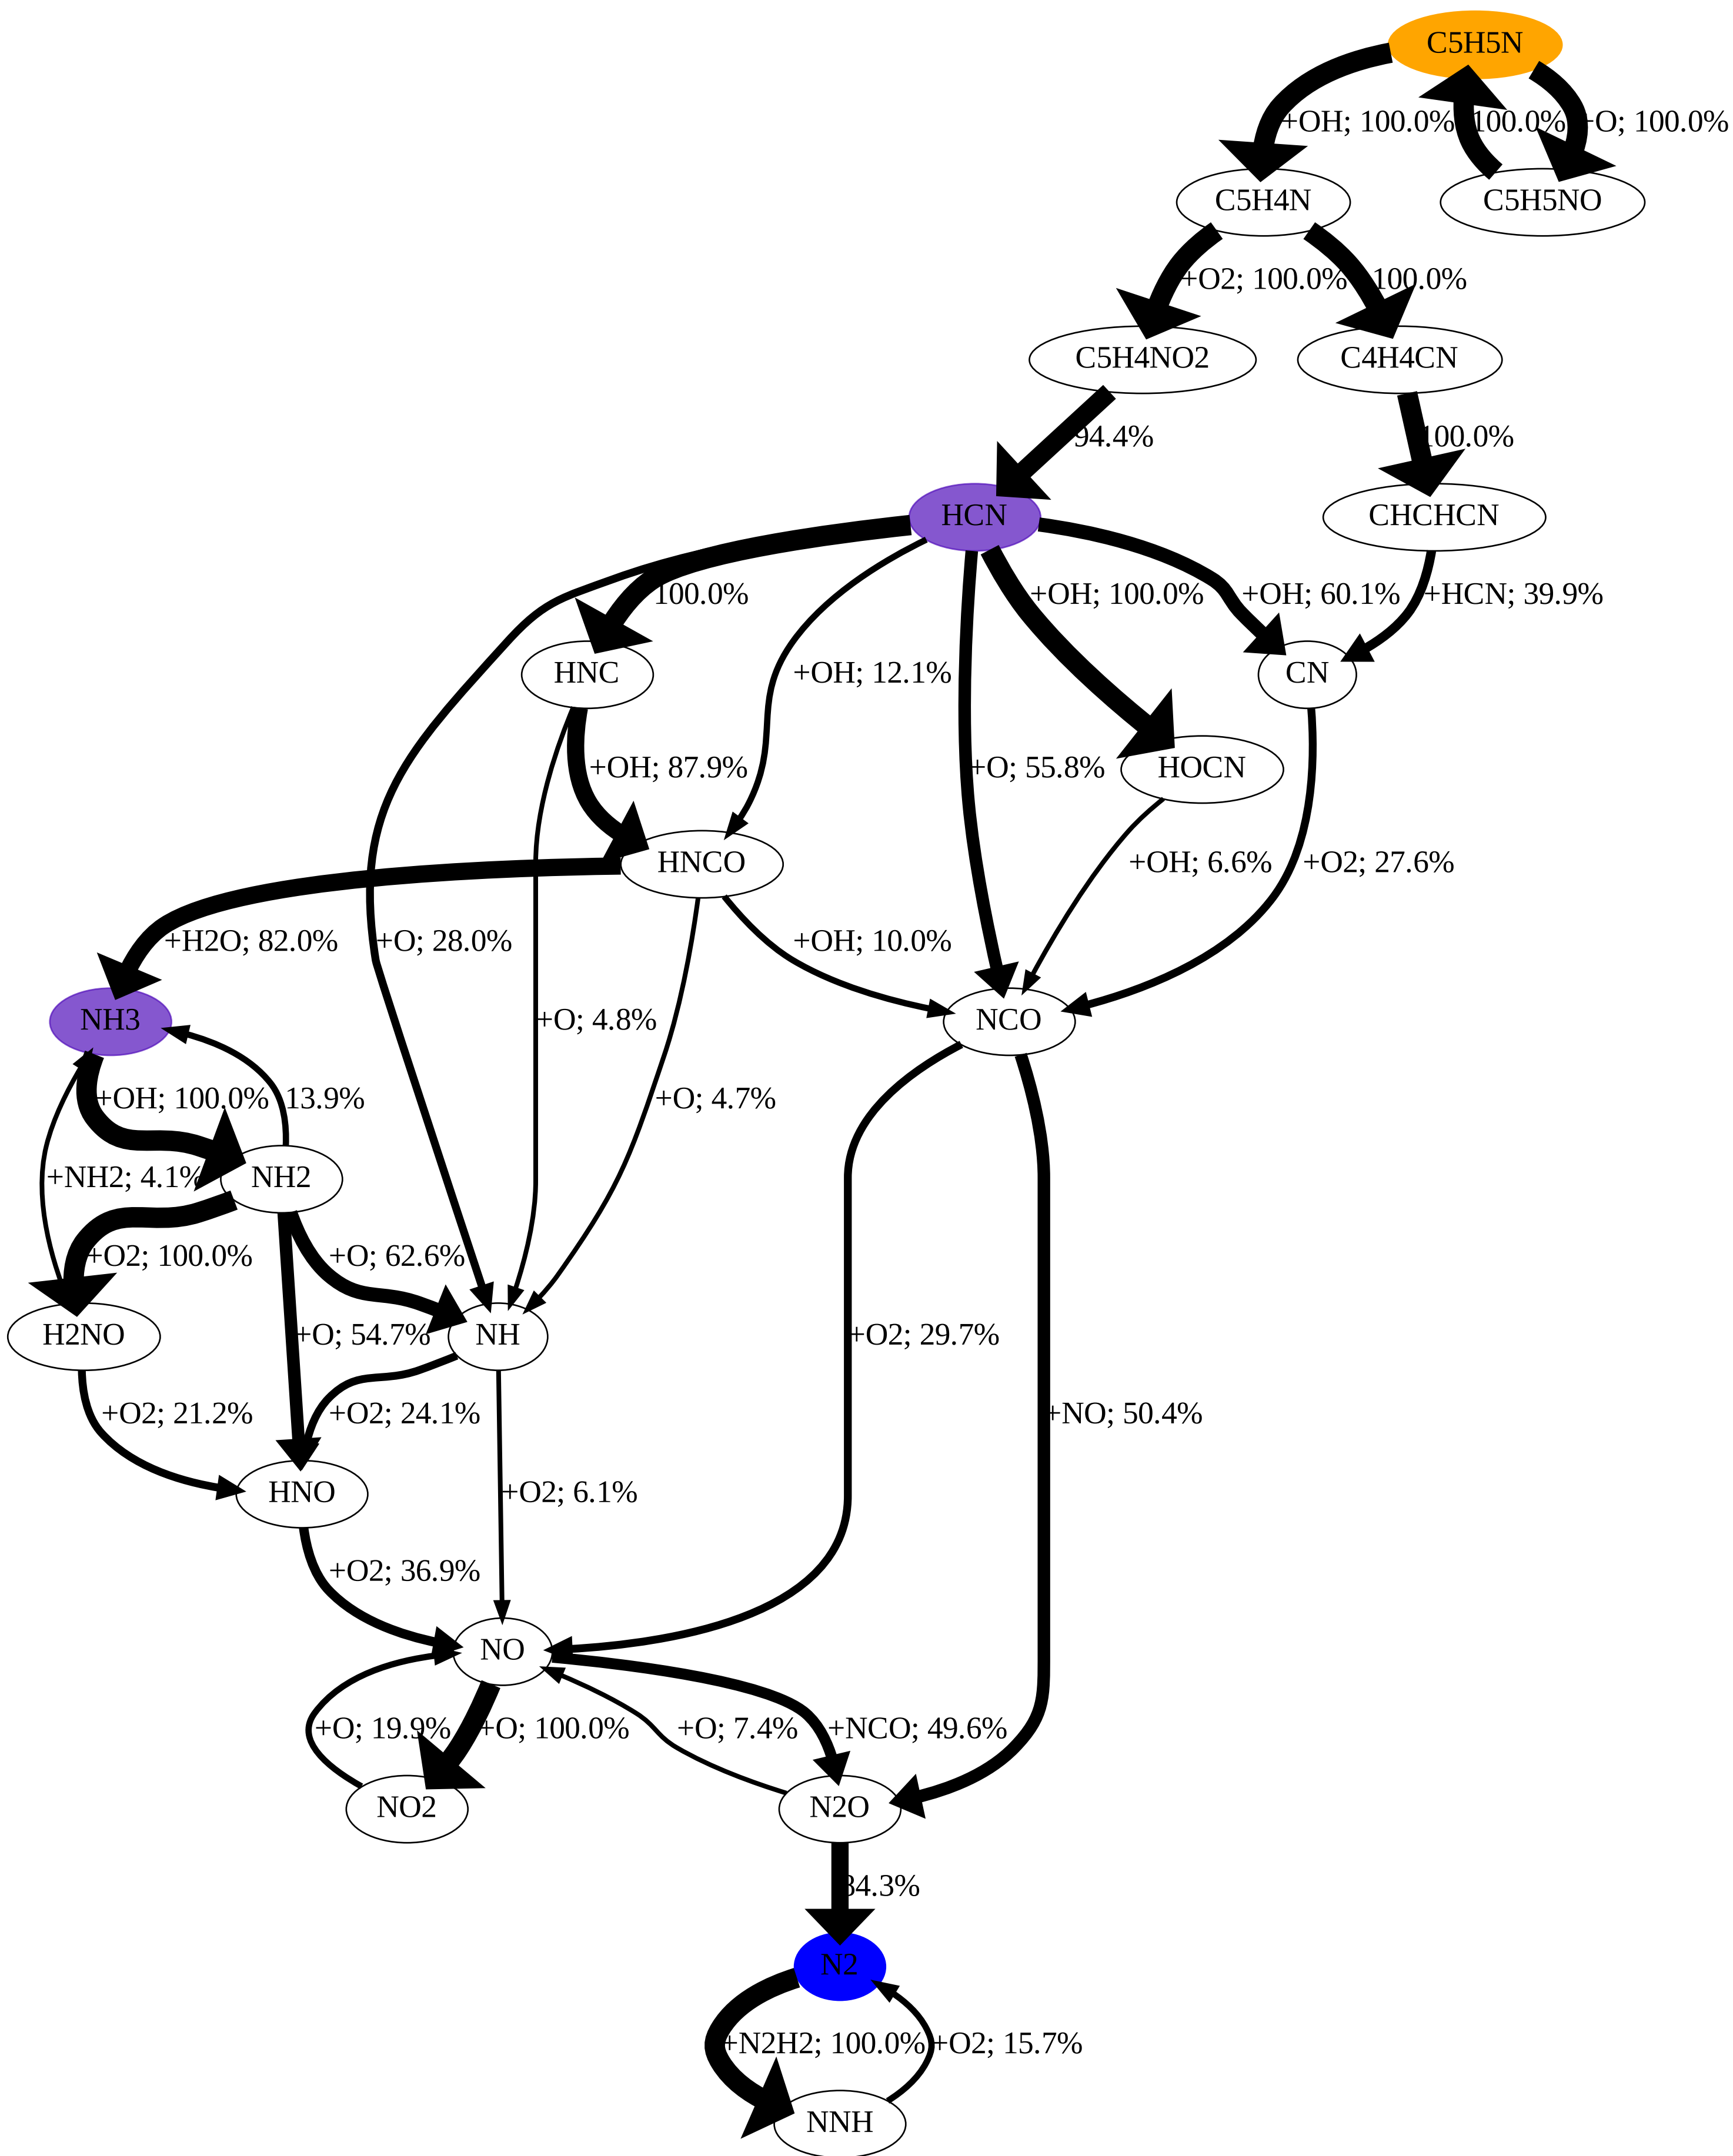 C5H5N
+OH; 100.0%
100.0%
+O; 100.0%
C5H4N
C5H5NO
+O2; 100.0%
100.0%
C5H4NO2
C4H4CN
94.4%
100.0%
HCN
CHCHCN
100.0%
+OH; 100.0%
+OH; 60.1%
+HCN; 39.9%
HNC
+OH; 12.1%
CN
+OH; 87.9%
+O; 55.8%
HOCN
HNCO
+OH; 6.6%
+O2; 27.6%
+H2O; 82.0%
+O; 28.0%
+OH; 10.0%
NH3
+O; 4.8%
NCO
+OH; 100.0%
13.9%
+O; 4.7%
+NH2; 4.1%
NH2
+O2; 100.0%
+O; 62.6%
H2NO
+O; 54.7%
NH
+O2; 29.7%
+O2; 21.2%
+O2; 24.1%
+NO; 50.4%
HNO
+O2; 6.1%
+O2; 36.9%
NO
+O; 19.9%
+O; 100.0%
+O; 7.4%
+NCO; 49.6%
NO2
N2O
84.3%
N2
+N2H2; 100.0%
+O2; 15.7%
NNH